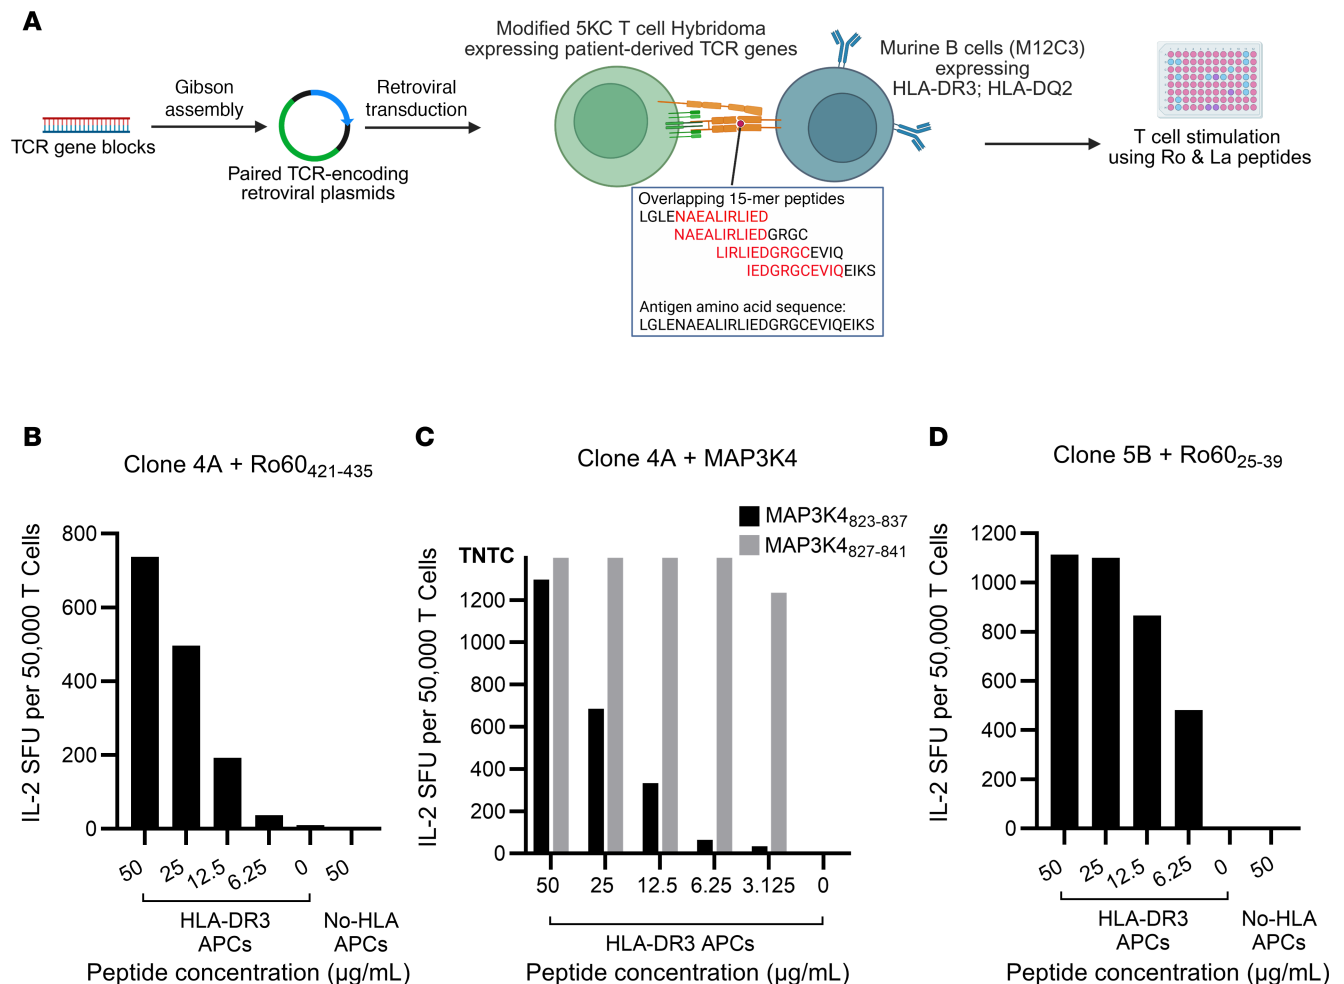 A
Modified 5KC T cell Hybridoma
expressing patient-derived TCR genes
Murine B cells (M12C3)
expressing
HLA-DR3; HLA-DQ2
Gibson
assembly
Retroviral
transduction
TCR gene blocks
Paired TCR-encoding
retroviral plasmids
T cell stimulation
using Ro & La peptides
Overlapping 15-mer peptides
LGLENAEALIRLIED
NAEALIRLIEDGRGC
LIRLIEDGRGCEVIQ
IEDGRGCEVIQEIKS
Antigen amino acid sequence:
LGLENAEALIRLIEDGRGCEVIQEIKS
B
Clone 4A + Ro60421-435
IL-2 SFU per 50,000 T Cells
800
600
400
200
0
50 25 12.5 6.25 0 50
HLA-DR3
APCs
No-HLA
APCs
Peptide concentration (µg/mL)
C
Clone 4A + MAP3K4
MAP3K4823-837
MAP3K4827-841
IL-2 SFU per 50,000 T Cells
TNTC
1200
1000
800
600
400
200
0
50 25 12.5 6.25 3.125 0
HLA-DR3 APCs
Peptide concentration (µg/mL)
D
Clone 5B + Ro6025-39
IL-2 SFU per 50,000 T Cells
1200
1000
800
600
400
200
0
50 25 12.5 6.25 0 50
HLA-DR3
APCs
No-HLA
APCs
Peptide concentration (µg/mL)